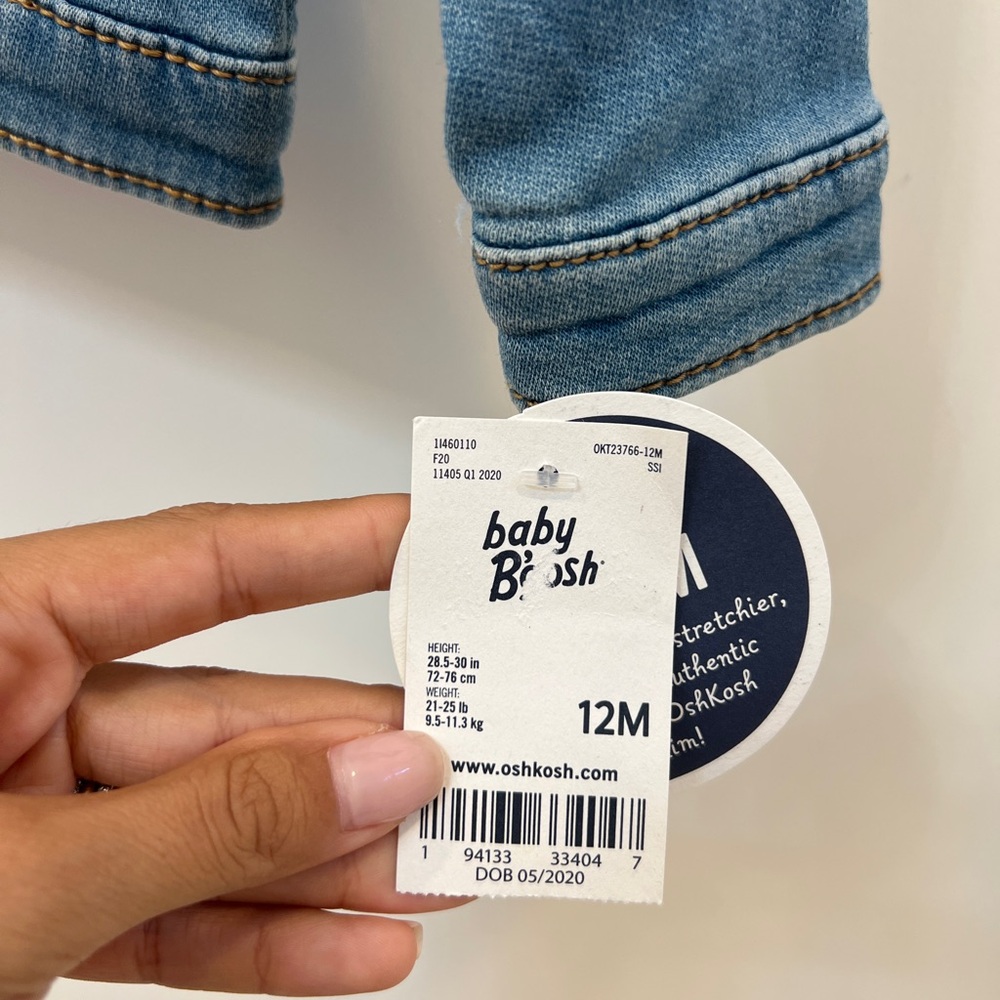 1I460110
F20
11405 Q1 2020
OKT23766-12M
SSI
baby
B'gosh
HEIGHT:
28.5-30 in
72-76 cm
WEIGHT:
21-25 lb
9.5-11.3 kg
12M
www.oshkosh.com
1 94133 33404 7
DOB 05/2020
stretchier,
uthentic
OshKosh
im!